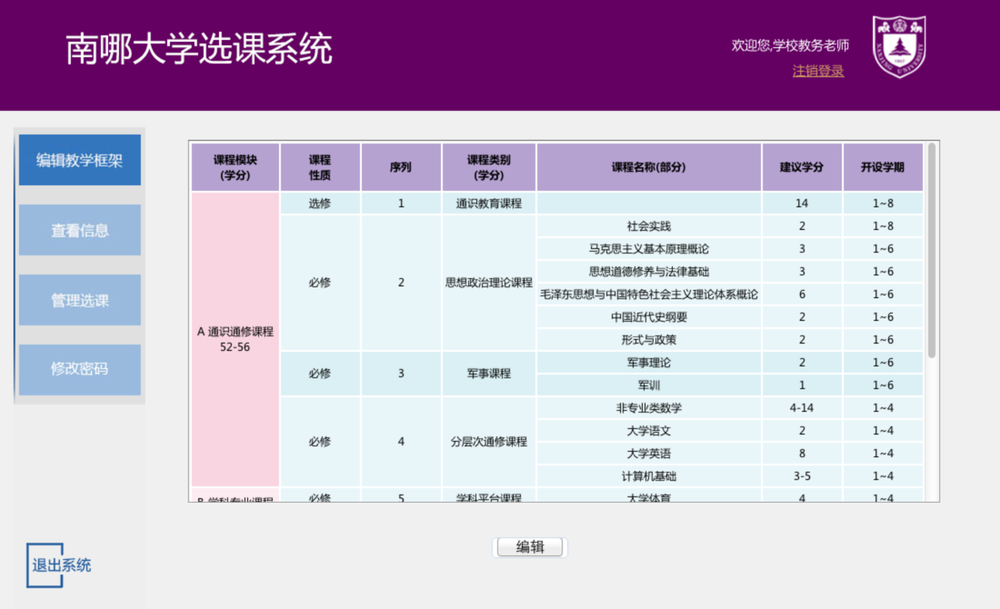 南哪大学选课系统
欢迎您,学校教务老师
注销登录
NANJING UNIVERSITY
1902
编辑教学框架
查看信息
管理选课
修改密码
退出系统
课程模块
(学分)
课程
性质
序列
课程类别
(学分)
课程名称(部分)
建议学分
开设学期
A 通识通修课程
52-56
选修 1 通识教育课程 14 1~8
必修 2 思想政治理论课程
社会实践 2 1~8
马克思主义基本原理概论 3 1~6
思想道德修养与法律基础 3 1~6
毛泽东思想与中国特色社会主义理论体系概论 6 1~6
中国近代史纲要 2 1~6
形式与政策 2 1~6
必修 3 军事课程
军事理论 2 1~6
军训 1 1~6
必修 4 分层次通修课程
非专业类数学 4-14 1~4
大学语文 2 1~4
大学英语 8 1~4
计算机基础 3-5 1~4
B 学科专业课程
必修 5 学科平台课程 大学体育 4 1~4
编辑